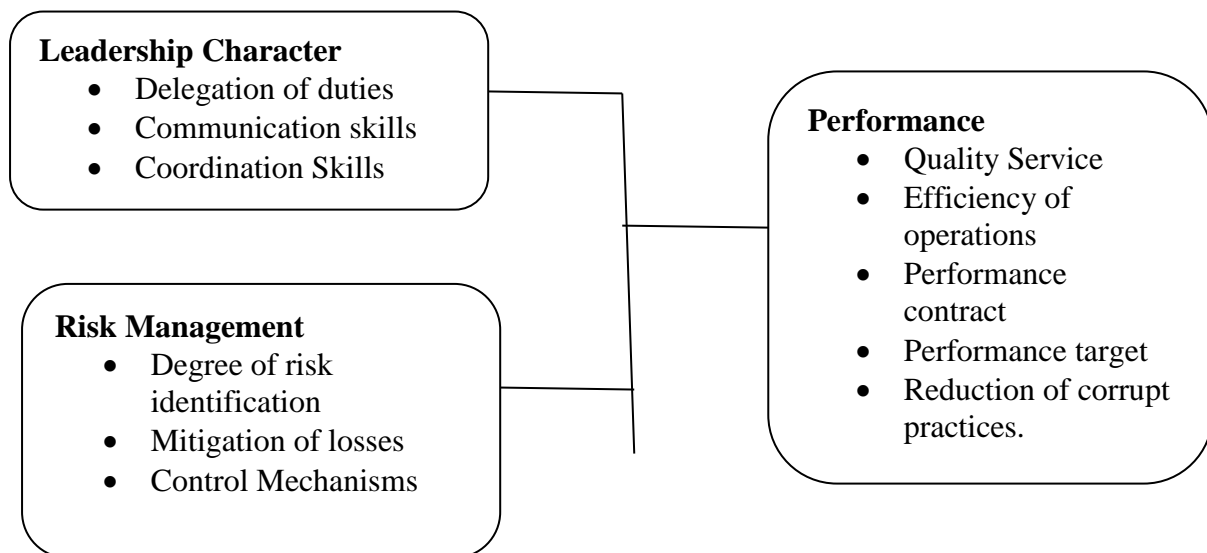 Leadership Character
• Delegation of duties
• Communication skills
• Coordination Skills
Performance
• Quality Service
• Efficiency of
operations
• Performance
contract
• Performance target
• Reduction of corrupt
practices.
Risk Management
• Degree of risk
identification
• Mitigation of losses
• Control Mechanisms